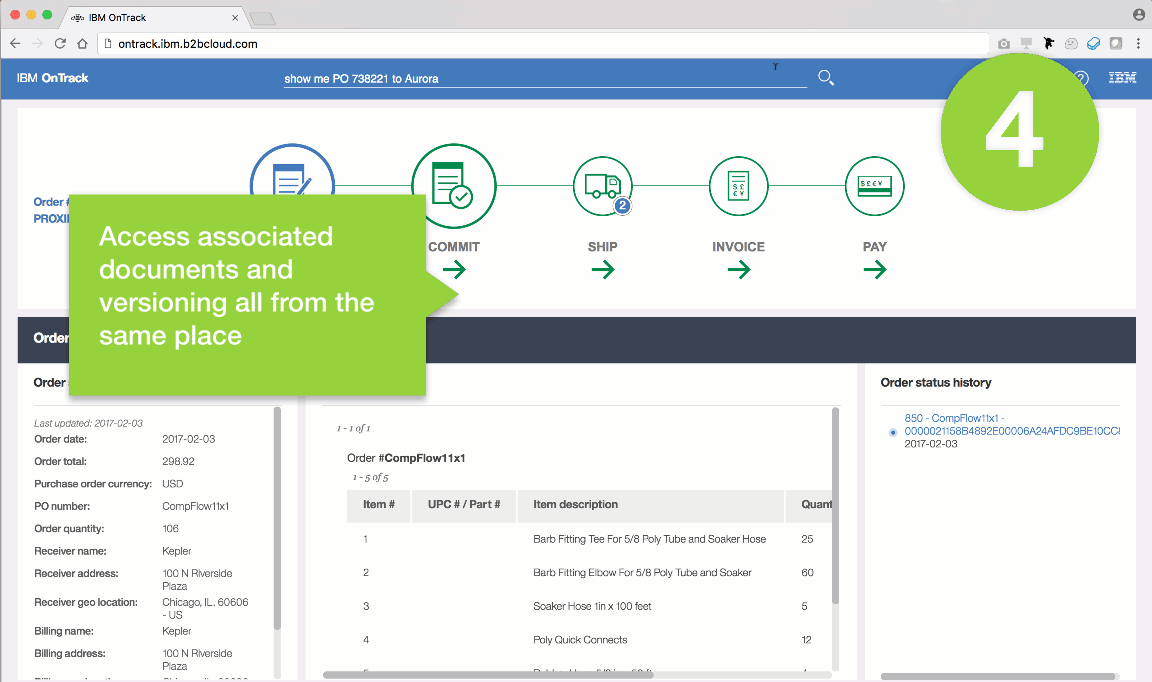 IBM OnTrack
ontrack.ibm.b2bcloud.com
IBM OnTrack
show me PO 738221 to Aurora
IBM
4
Order #
PROXI
2
COMMIT
SHIP
INVOICE
PAY
Access associated
documents and
versioning all from the
same place
Order
Order
Last updated: 2017-02-03
Order date: 2017-02-03
Order total: 298.92
Purchase order currency: USD
PO number: CompFlow11x1
Order quantity: 106
Receiver name: Kepler
Receiver address: 100 N Riverside
Plaza
Receiver geo location: Chicago, IL. 60606
- US
Billing name: Kepler
Billing address: 100 N Riverside
Plaza
1 - 1 of 1
Order #CompFlow11x1
1 - 5 of 5
Item # UPC # / Part # Item description Quant
1 Barb Fitting Tee For 5/8 Poly Tube and Soaker Hose 25
2 Barb Fitting Elbow For 5/8 Poly Tube and Soaker 60
3 Soaker Hose 1in x 100 feet 5
4 Poly Quick Connects 12
Order status history
850 - CompFlow11x1 -
0000021158B4892E00006A24AFDC9BE10CC
2017-02-03